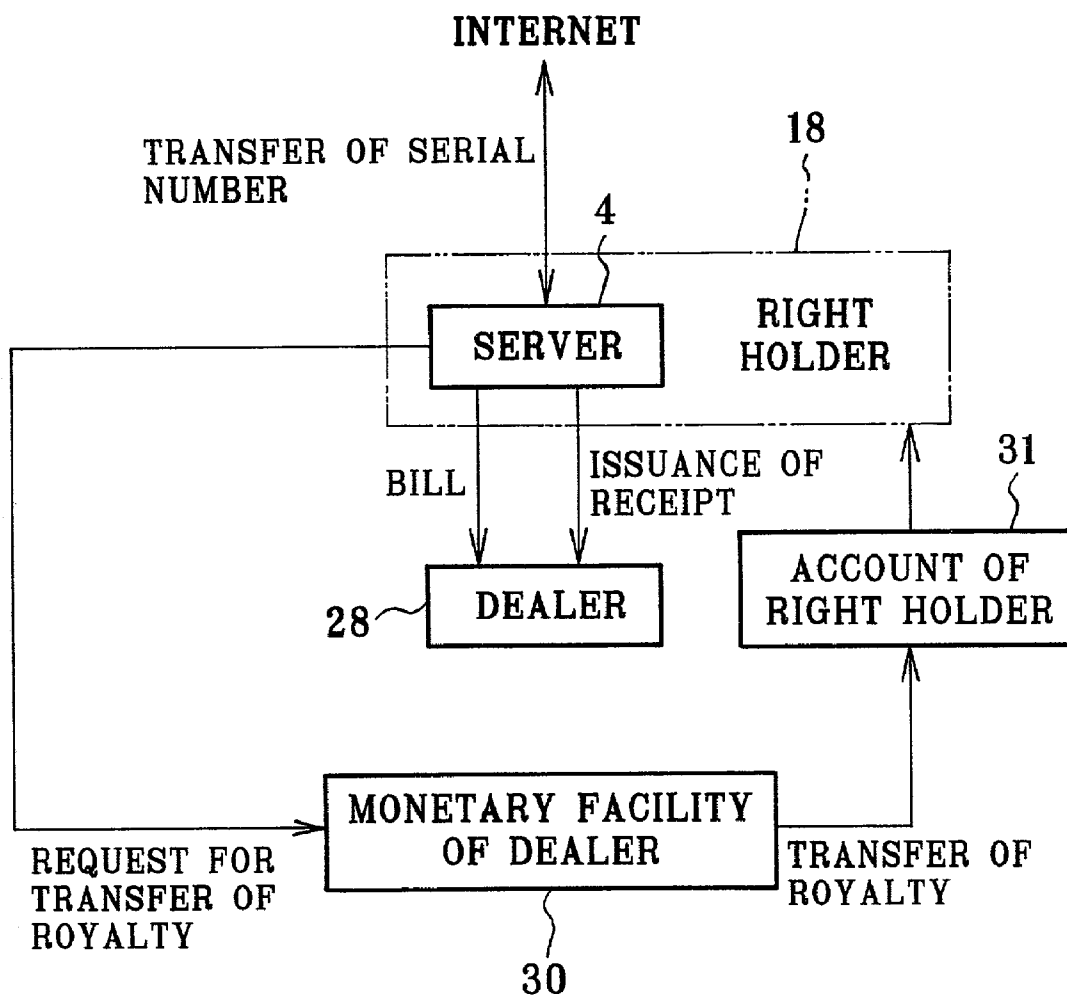 INTERNET
TRANSFER OF SERIAL
NUMBER
18
4
SERVER
RIGHT
HOLDER
BILL
ISSUANCE OF
RECEIPT
31
28
DEALER
ACCOUNT OF
RIGHT HOLDER
MONETARY FACILITY
OF DEALER
REQUEST FOR
TRANSFER OF
ROYALTY
TRANSFER OF
ROYALTY
30